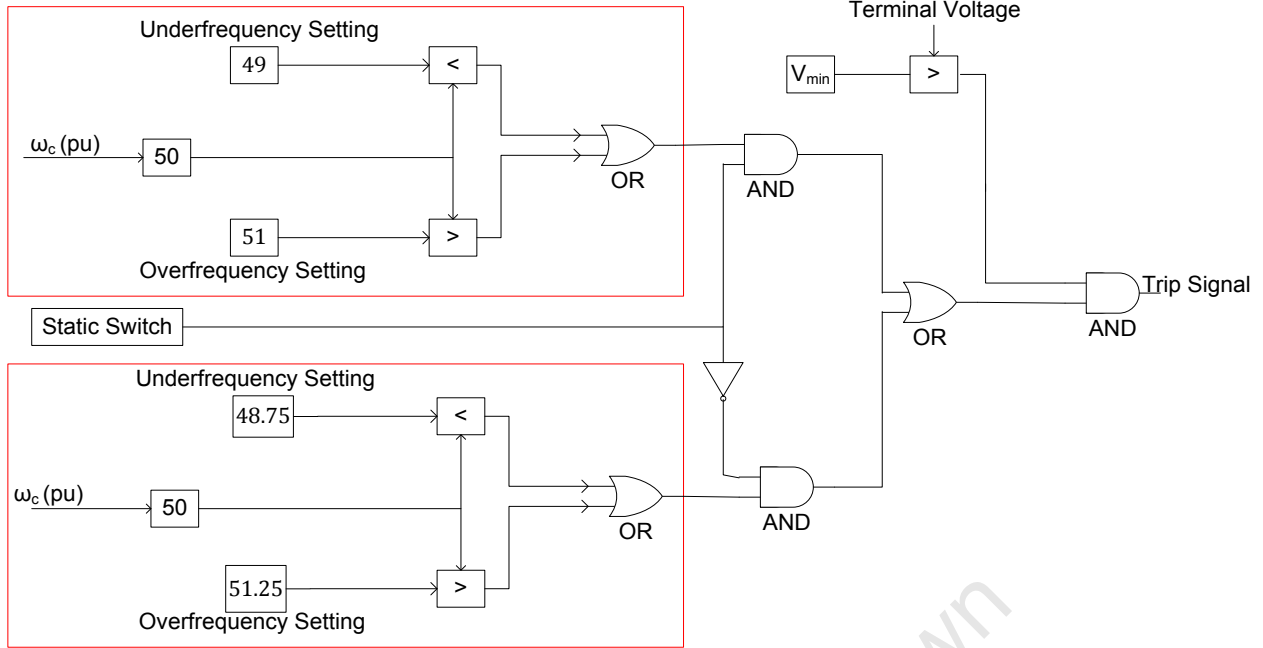 Terminal Voltage
Underfrequency Setting
49
<
V_min
>
ω_c (pu)
50
OR
AND
51
>
Overfrequency Setting
Trip Signal
Static Switch
OR
AND
Underfrequency Setting
48.75
<
ω_c (pu)
50
OR
AND
51.25
>
Overfrequency Setting
wn